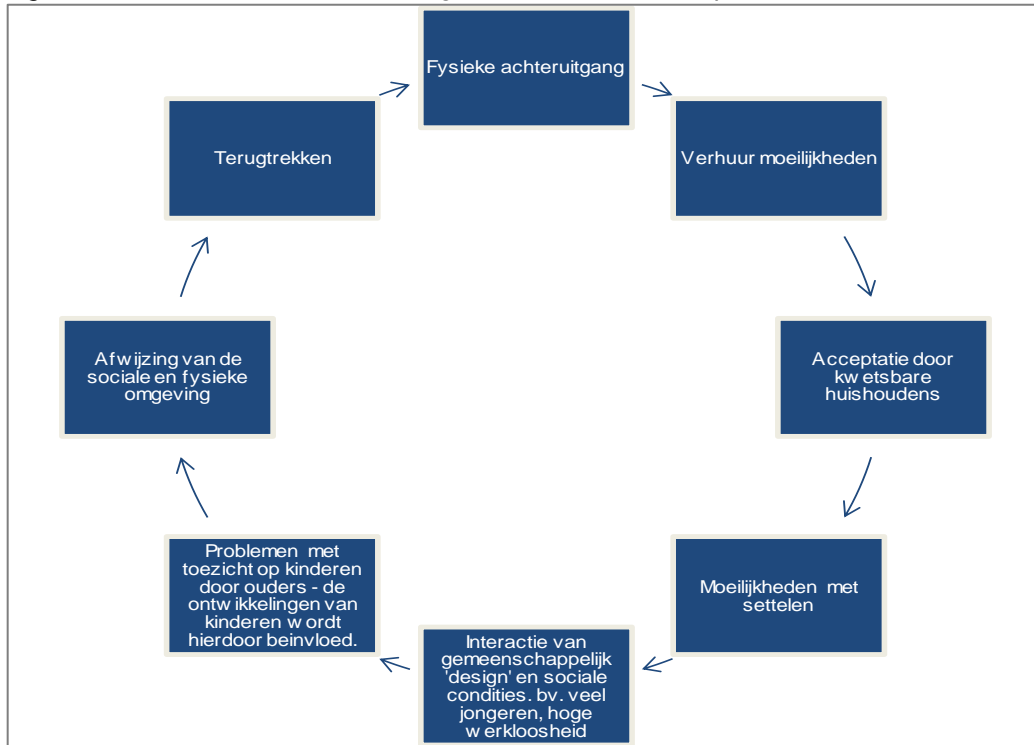 Fysieke achteruitgang
Verhuur moeilijkheden
Acceptatie door
kwetsbare
huishoudens
Moeilijkheden met
settelen
Interactie van
gemeenschappelijk
'design' en sociale
condities. bv. veel
jongeren, hoge
werkloosheid
Problemen met
toezicht op kinderen
door ouders - de
ontwikkelingen van
kinderen wordt
hierdoor beinvloed.
Afwijzing van de
sociale en fysieke
omgeving
Terugtrekken